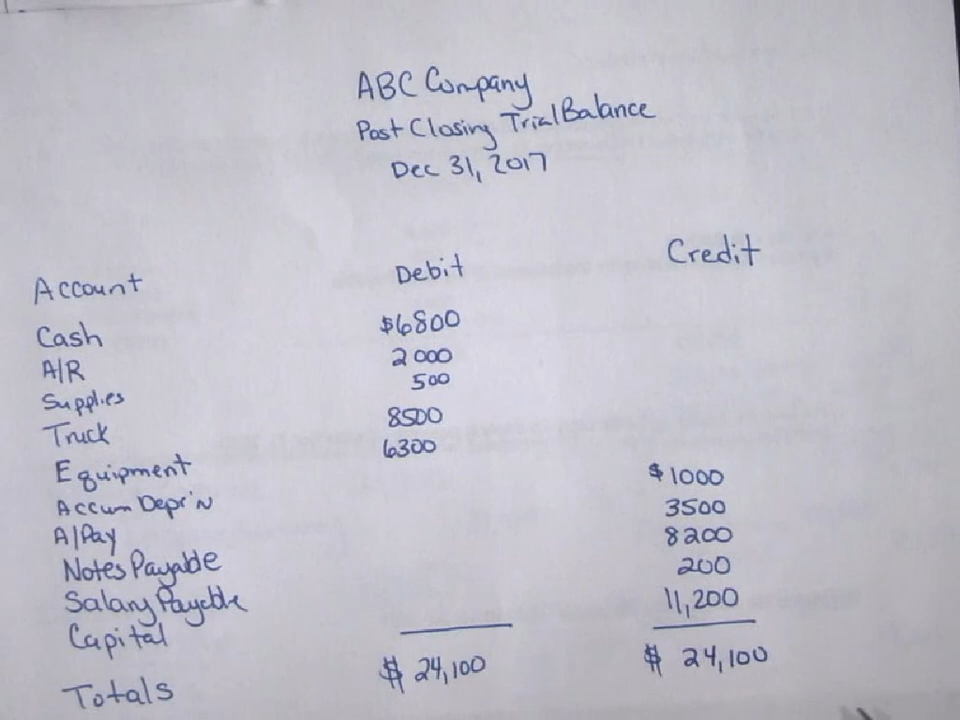 ABC Company
Post Closing Trial Balance
Dec 31, 2017
Account Debit Credit
Cash $6800
A/R 2000
Supplies 500
Truck 8500
Equipment 6300
Accum Depr'n $1000
A/Pay 3500
Notes Payable 8200
Salary Payable 200
Capital 11,200
Totals $ 24,100 $ 24,100